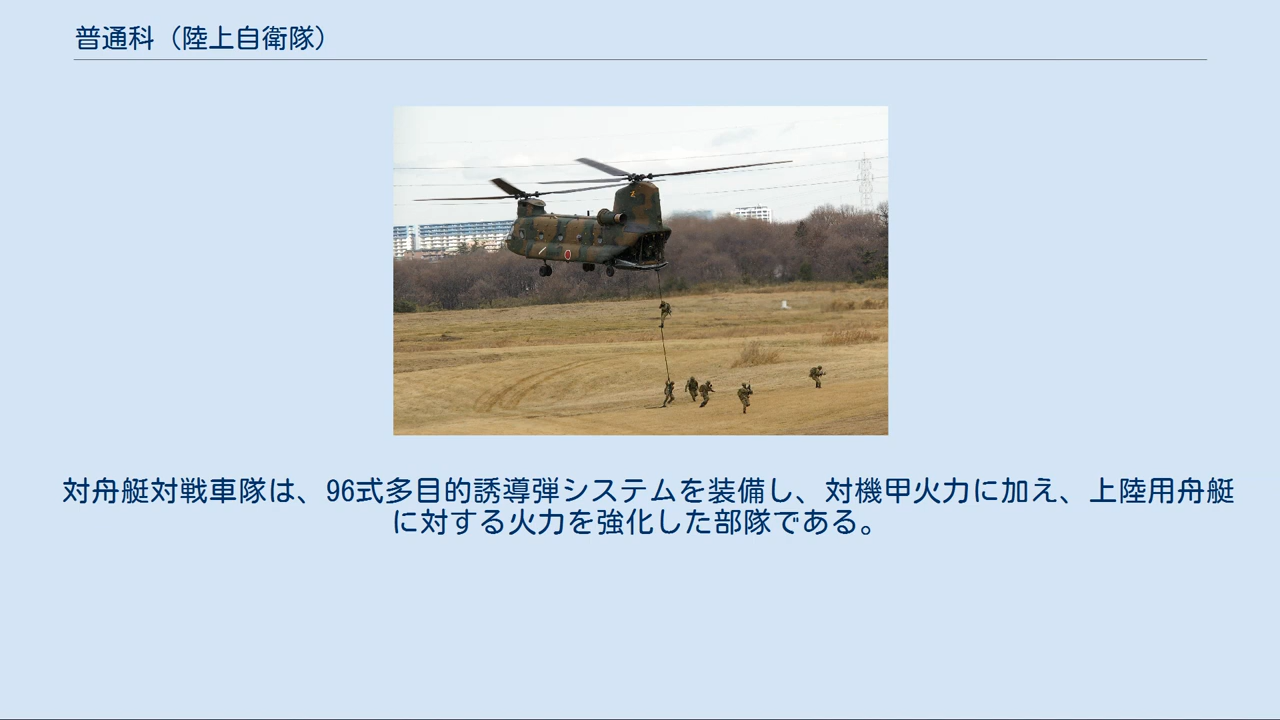 普通科（陸上自衛隊）
対舟艇対戦車隊は、96式多目的誘導弾システムを装備し、対機甲火力に加え、上陸用舟艇
に対する火力を強化した部隊である。